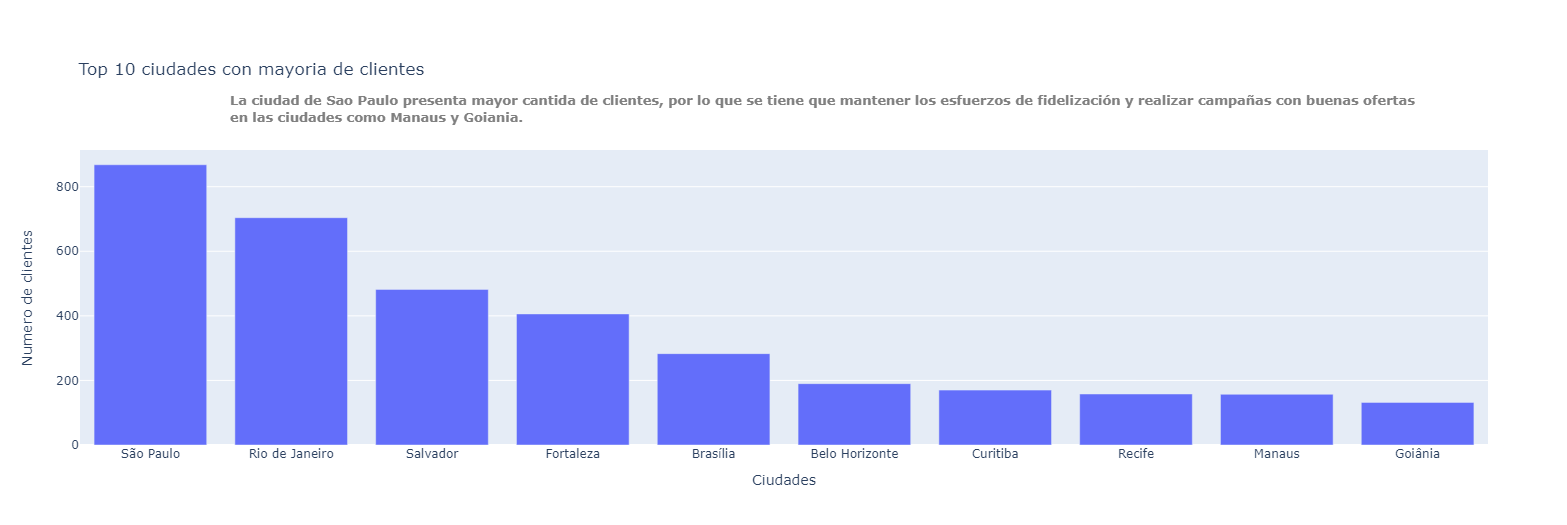 Top 10 ciudades con mayoria de clientes
La ciudad de Sao Paulo presenta mayor cantida de clientes, por lo que se tiene que mantener los esfuerzos de fidelización y realizar campañas con buenas ofertas
en las ciudades como Manaus y Goiania.
Numero de clientes
800
600
400
200
0
São Paulo Rio de Janeiro Salvador Fortaleza Brasília Belo Horizonte Curitiba Recife Manaus Goiânia
Ciudades